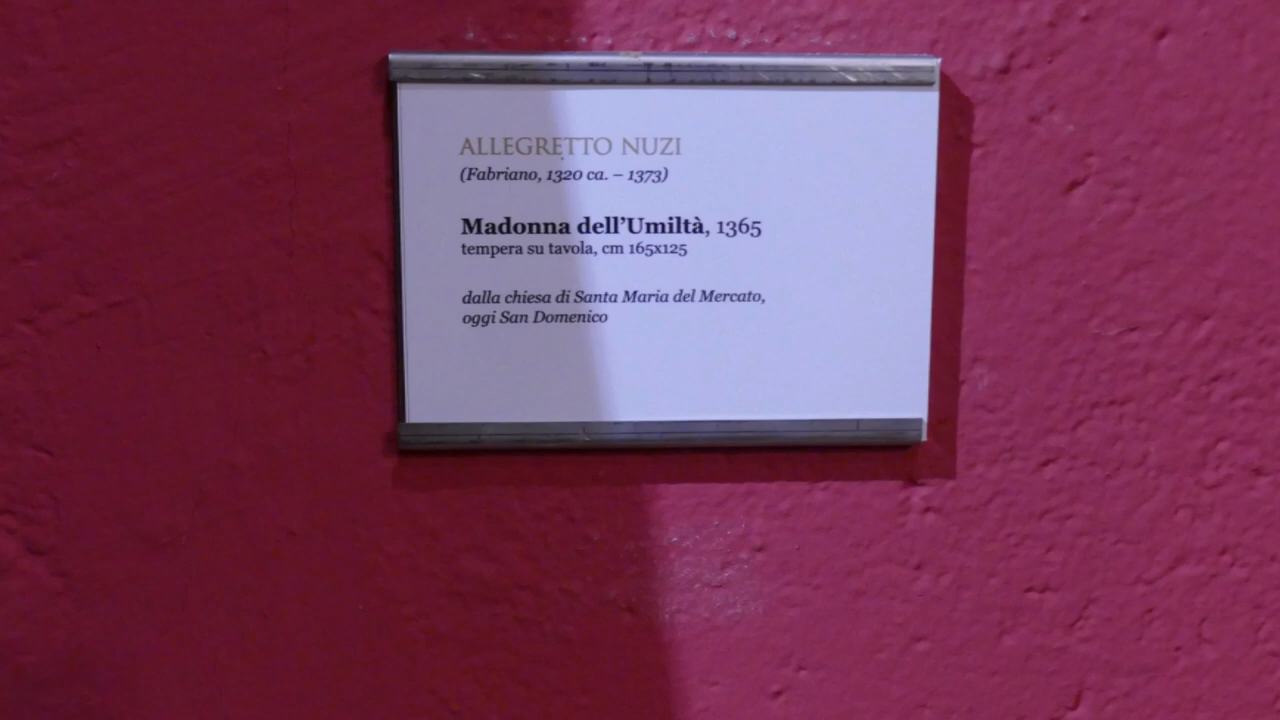 ALLEGRETTO NUZI
(Fabriano, 1320 ca. – 1373)
Madonna dell’Umiltà, 1365
tempera su tavola, cm 165x125
dalla chiesa di Santa Maria del Mercato,
oggi San Domenico